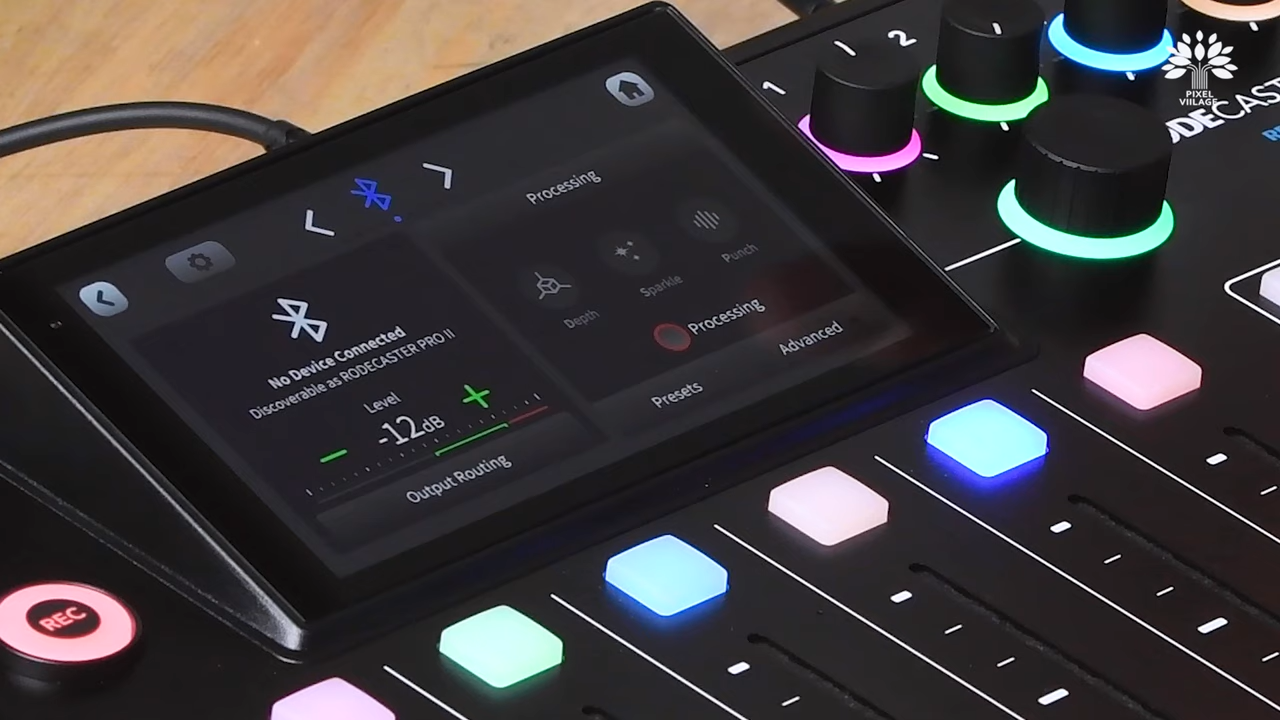 PIXEL
VIILAGE
1
2
Processing
Depth
Sparkle
Punch
Processing
Presets
Advanced
No Device Connected
Discoverable as RODECASTER PRO II
Level
-12dB
Output Routing
REC